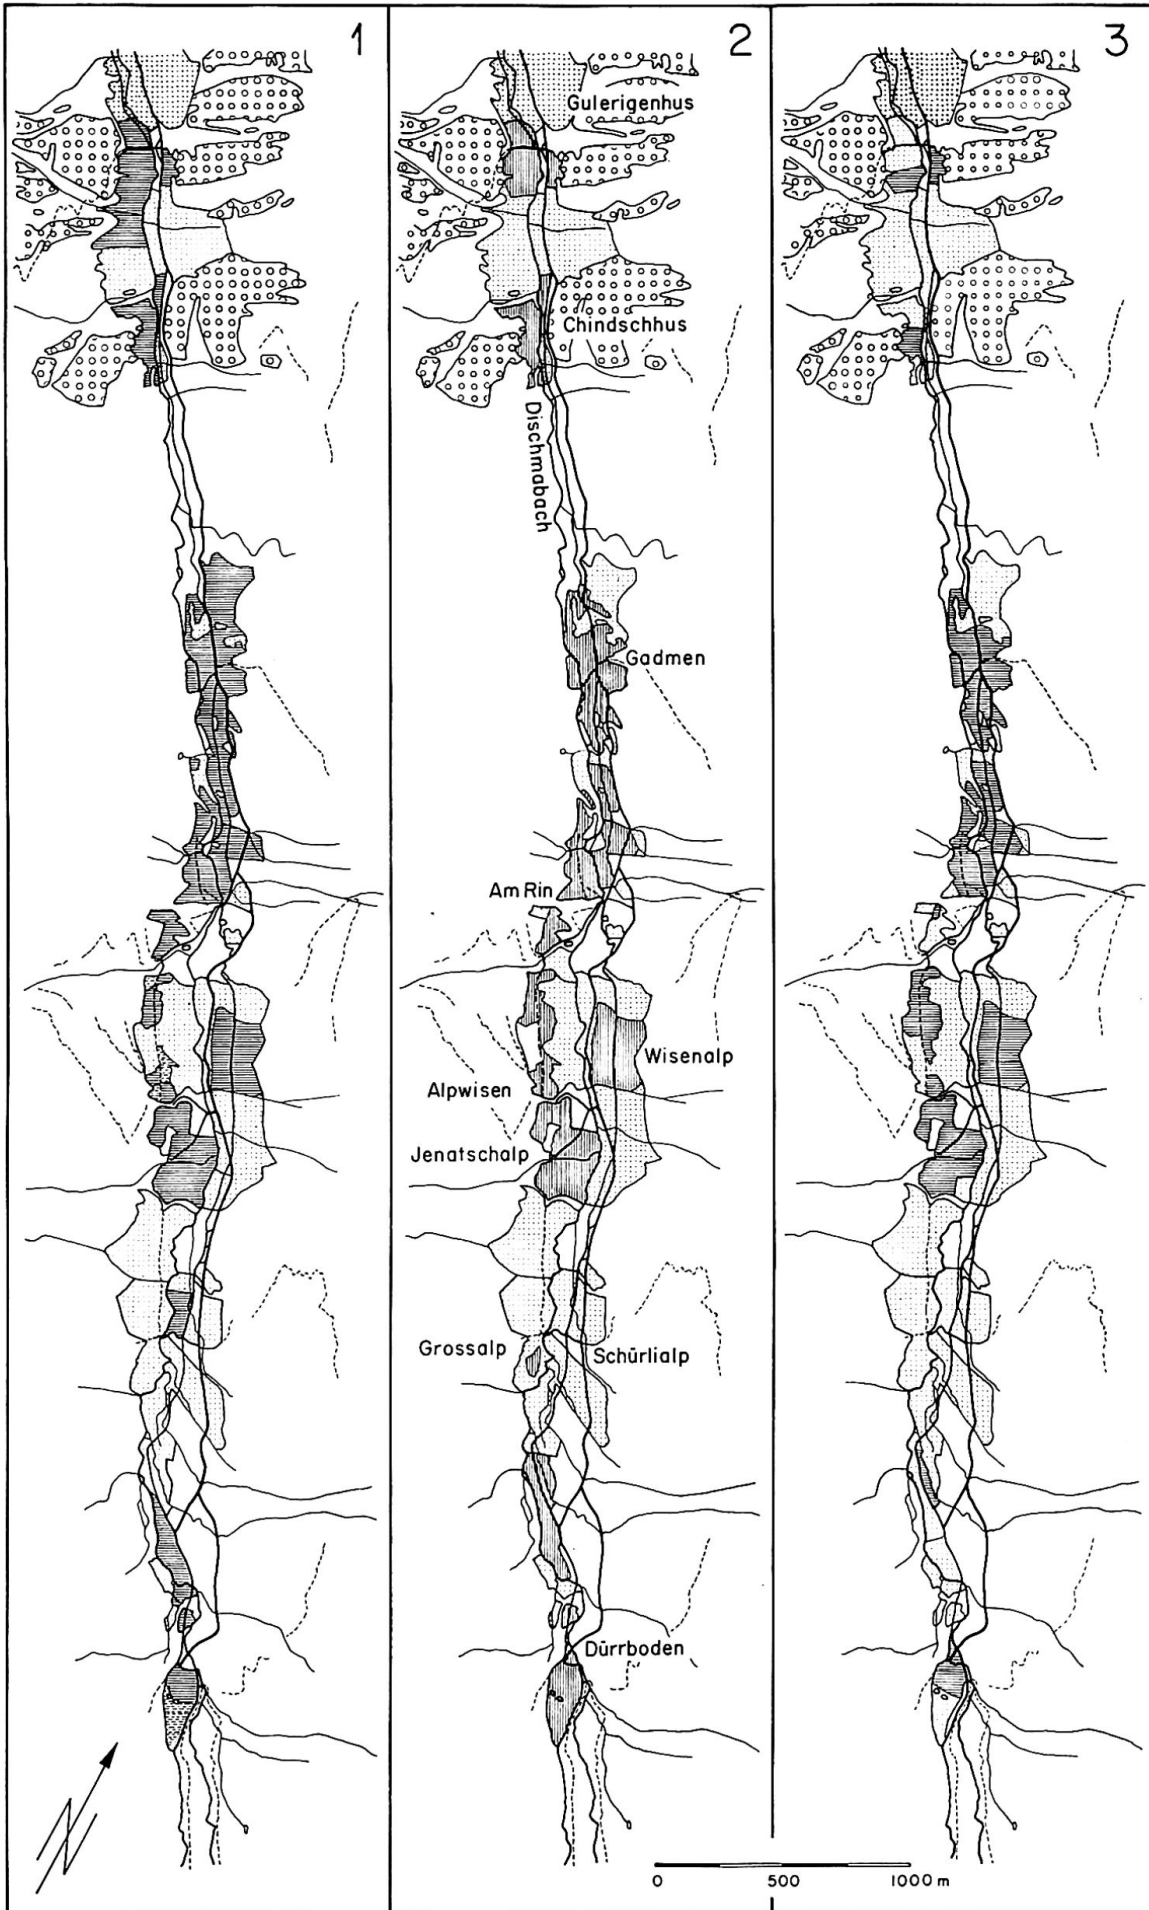 1
2
3
Gulerigenhus
Chindschhus
Dischmabach
Gadmen
Am Rin
Wisenalp
Alpwisen
Jenatschalp
Grossalp
Schürlialp
Dürrboden
N
0 500 1000 m